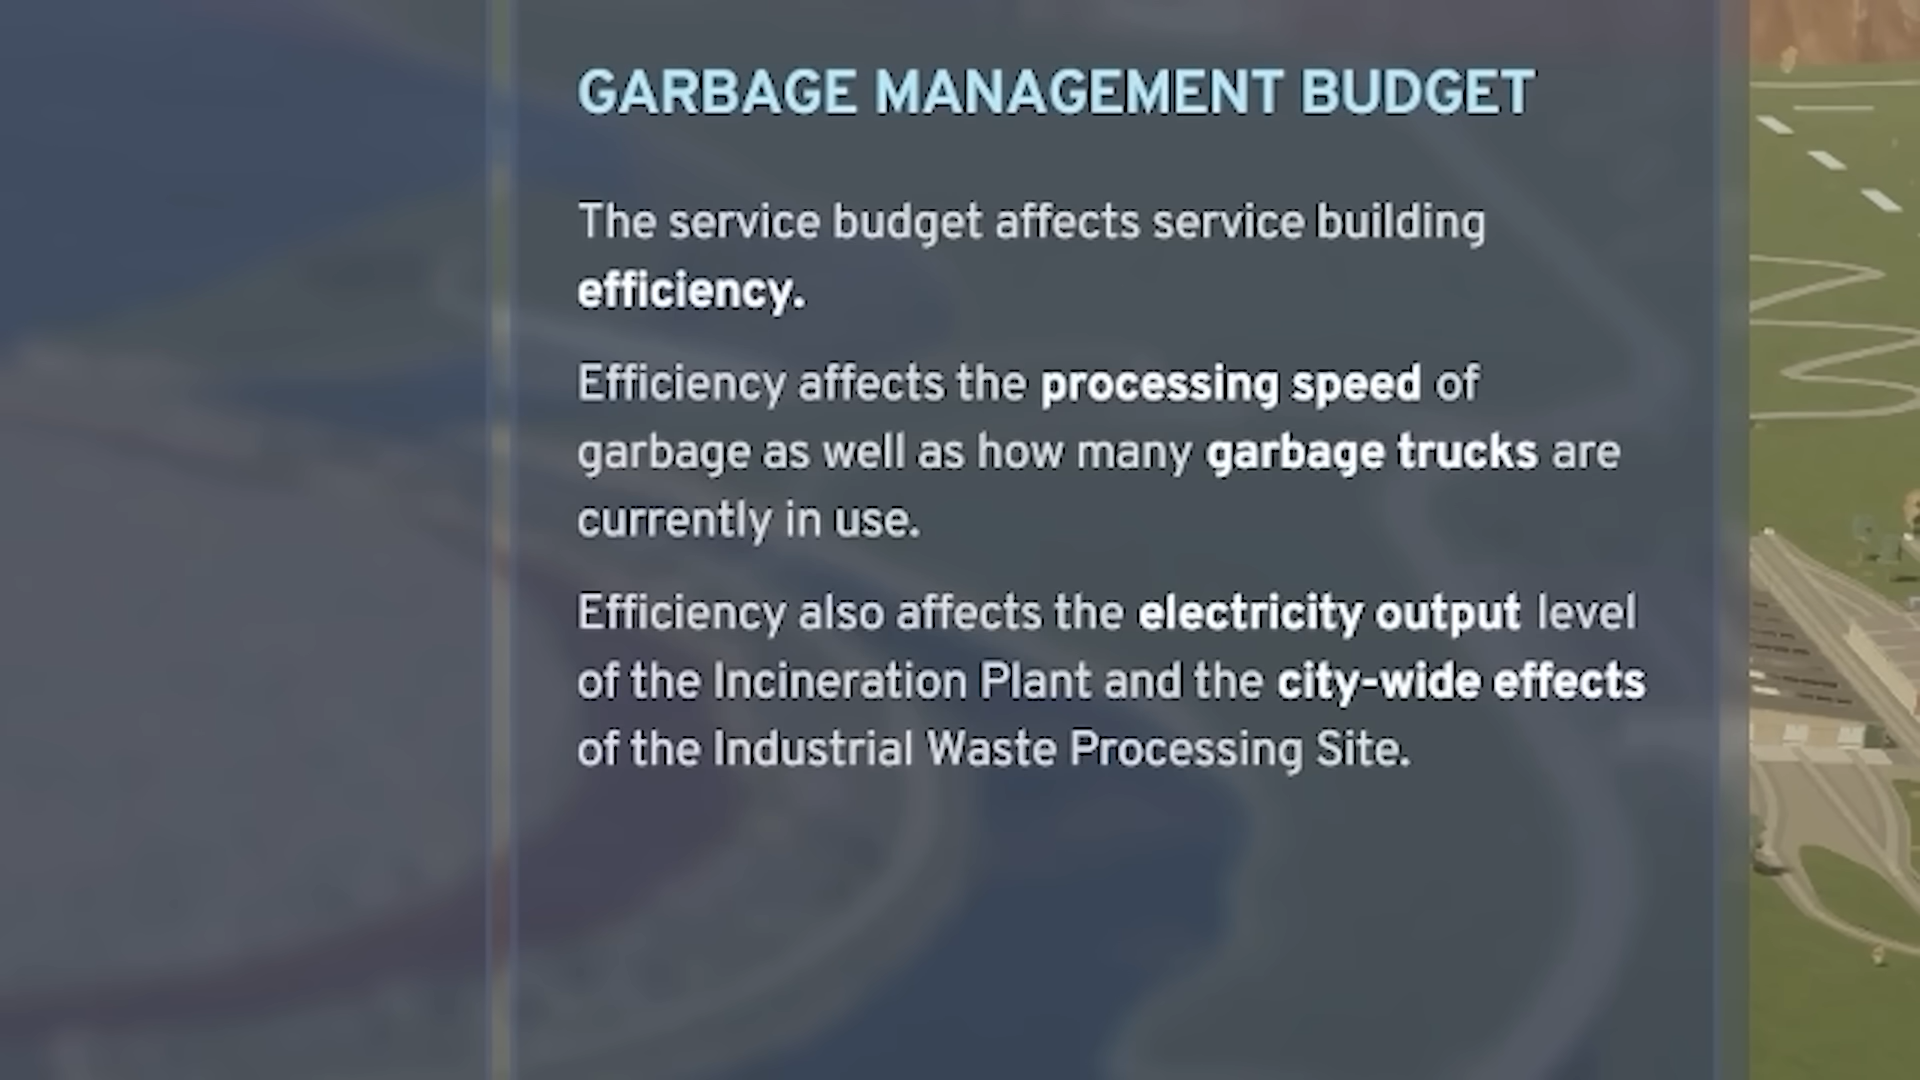 GARBAGE MANAGEMENT BUDGET
The service budget affects service building
efficiency.
Efficiency affects the processing speed of
garbage as well as how many garbage trucks are
currently in use.
Efficiency also affects the electricity output level
of the Incineration Plant and the city-wide effects
of the Industrial Waste Processing Site.